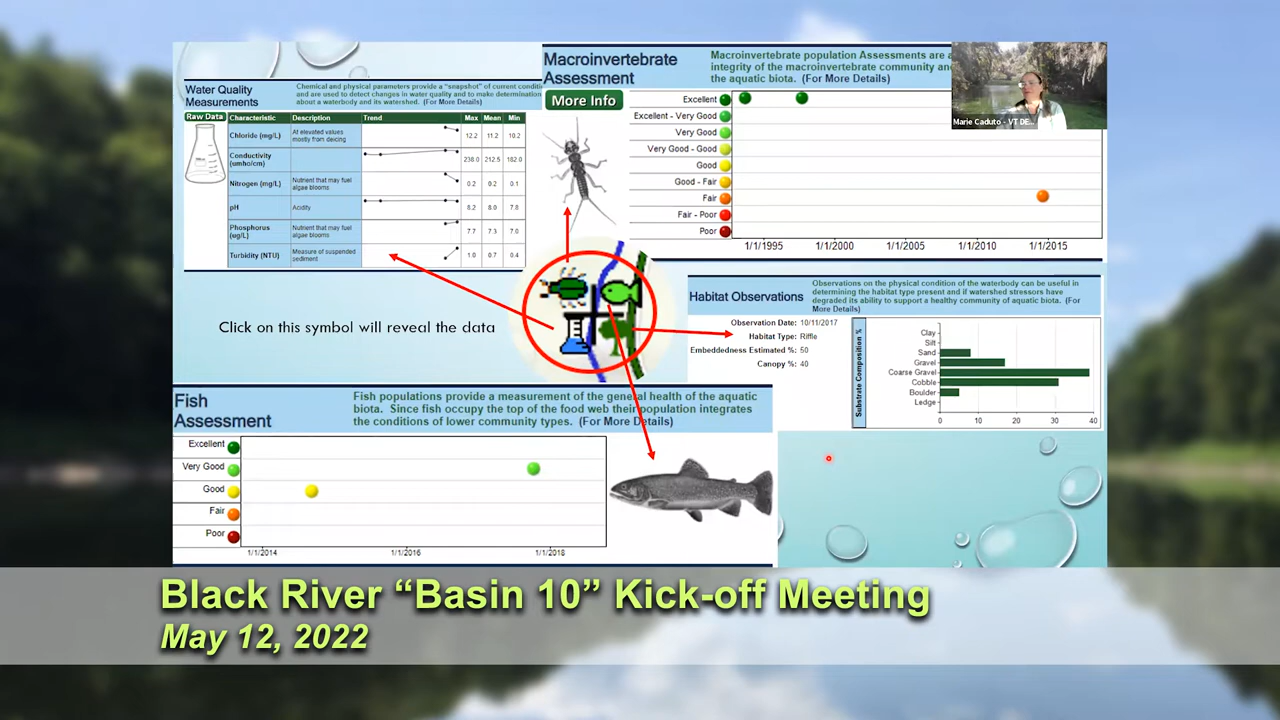 Water Quality
Measurements
Chemical and physical parameters provide a "snapshot" of current condition
and are used to detect changes in water quality and to make determination
about a waterbody and its watershed. (For More Details)
Raw Data
Characteristic Description Trend Max Mean Min
Chloride (mg/L) At elevated values mostly from deicing 12.2 11.2 10.2
Conductivity (umho/cm) 238.0 212.5 182.0
Nitrogen (mg/L) Nutrient that may fuel algae blooms 0.2 0.2 0.1
pH Acidity 8.2 8.0 7.8
Phosphorus (ug/L) Nutrient that may fuel algae blooms 7.7 7.3 7.0
Turbidity (NTU) Measure of suspended sediment 1.0 0.7 0.4
Macroinvertebrate
Assessment
More Info
Macroinvertebrate population Assessments are a
integrity of the macroinvertebrate community an
the aquatic biota. (For More Details)
Excellent
Excellent - Very Good
Very Good
Very Good - Good
Good
Good - Fair
Fair
Fair - Poor
Poor
1/1/1995 1/1/2000 1/1/2005 1/1/2010 1/1/2015
Marie Caduto - VT DE...
Click on this symbol will reveal the data
Habitat Observations
Observations on the physical condition of the waterbody can be useful in
determining the habitat type present and if watershed stressors have
degraded its ability to support a healthy community of aquatic biota. (For
More Details)
Observation Date: 10/11/2017
Habitat Type: Riffle
Embeddedness Estimated %: 50
Canopy %: 40
Substrate Composition %
Clay
Silt
Sand
Gravel
Coarse Gravel
Cobble
Boulder
Ledge
0 10 20 30 40
Fish
Assessment
Fish populations provide a measurement of the general health of the aquatic
biota. Since fish occupy the top of the food web their population integrates
the conditions of lower community types. (For More Details)
Excellent
Very Good
Good
Fair
Poor
1/1/2014 1/1/2016 1/1/2018
Black River “Basin 10” Kick-off Meeting
May 12, 2022